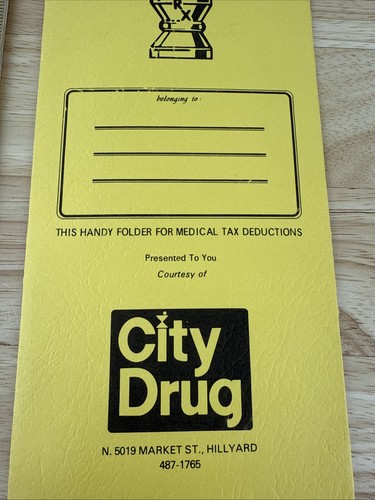 RX
belonging to:
THIS HANDY FOLDER FOR MEDICAL TAX DEDUCTIONS
Presented To You
Courtesy of
City
Drug
N. 5019 MARKET ST., HILLYARD
487-1765